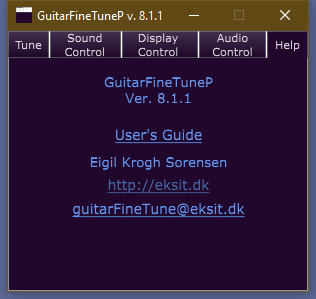 GuitarFineTuneP v. 8.1.1
Tune
Sound
Control
Display
Control
Audio
Control
Help
GuitarFineTuneP
Ver. 8.1.1
User's Guide
Eigil Krogh Sorensen
http://eksit.dk
guitarFineTune@eksit.dk